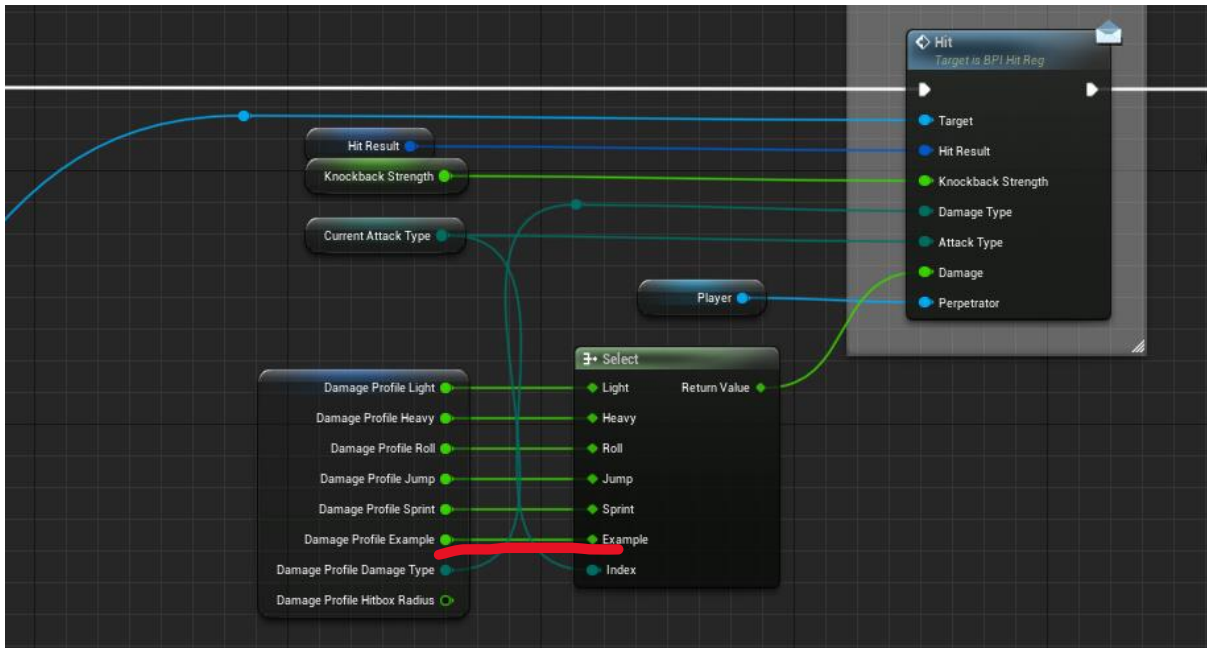 Hit
Target is BPI Hit Reg
Target
Hit Result
Hit Result
Knockback Strength
Knockback Strength
Damage Type
Current Attack Type
Attack Type
Damage
Player
Perpetrator
Select
Damage Profile Light
Light
Return Value
Damage Profile Heavy
Heavy
Damage Profile Roll
Roll
Damage Profile Jump
Jump
Damage Profile Sprint
Sprint
Damage Profile Example
Example
Damage Profile Damage Type
Index
Damage Profile Hitbox Radius